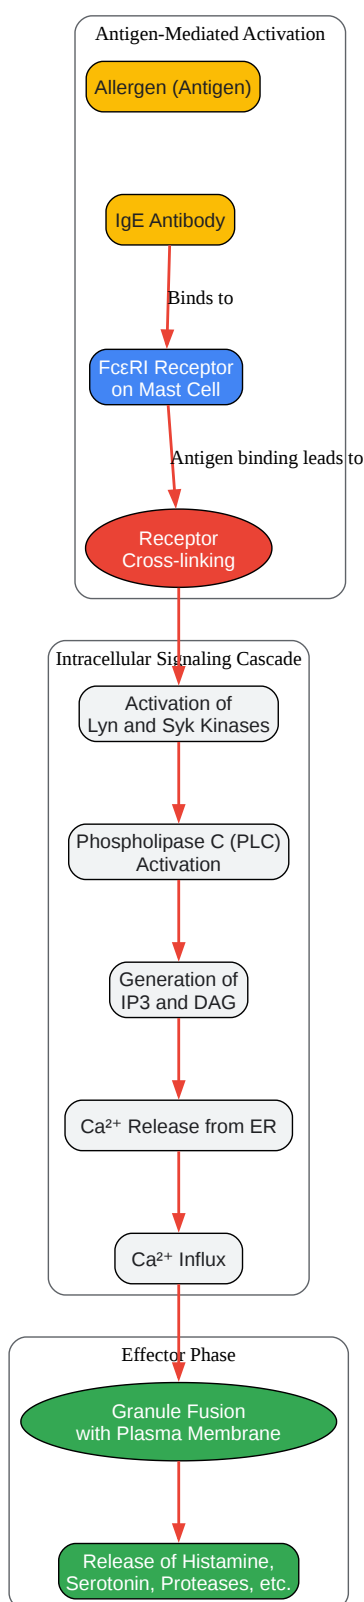 Antigen-Mediated Activation
Allergen (Antigen)
IgE Antibody
Binds to
FcεRI Receptor
on Mast Cell
Antigen binding leads to
Receptor
Cross-linking
Intracellular Signaling Cascade
Activation of
Lyn and Syk Kinases
Phospholipase C (PLC)
Activation
Generation of
IP3 and DAG
Ca²⁺ Release from ER
Ca²⁺ Influx
Effector Phase
Granule Fusion
with Plasma Membrane
Release of Histamine,
Serotonin, Proteases, etc.